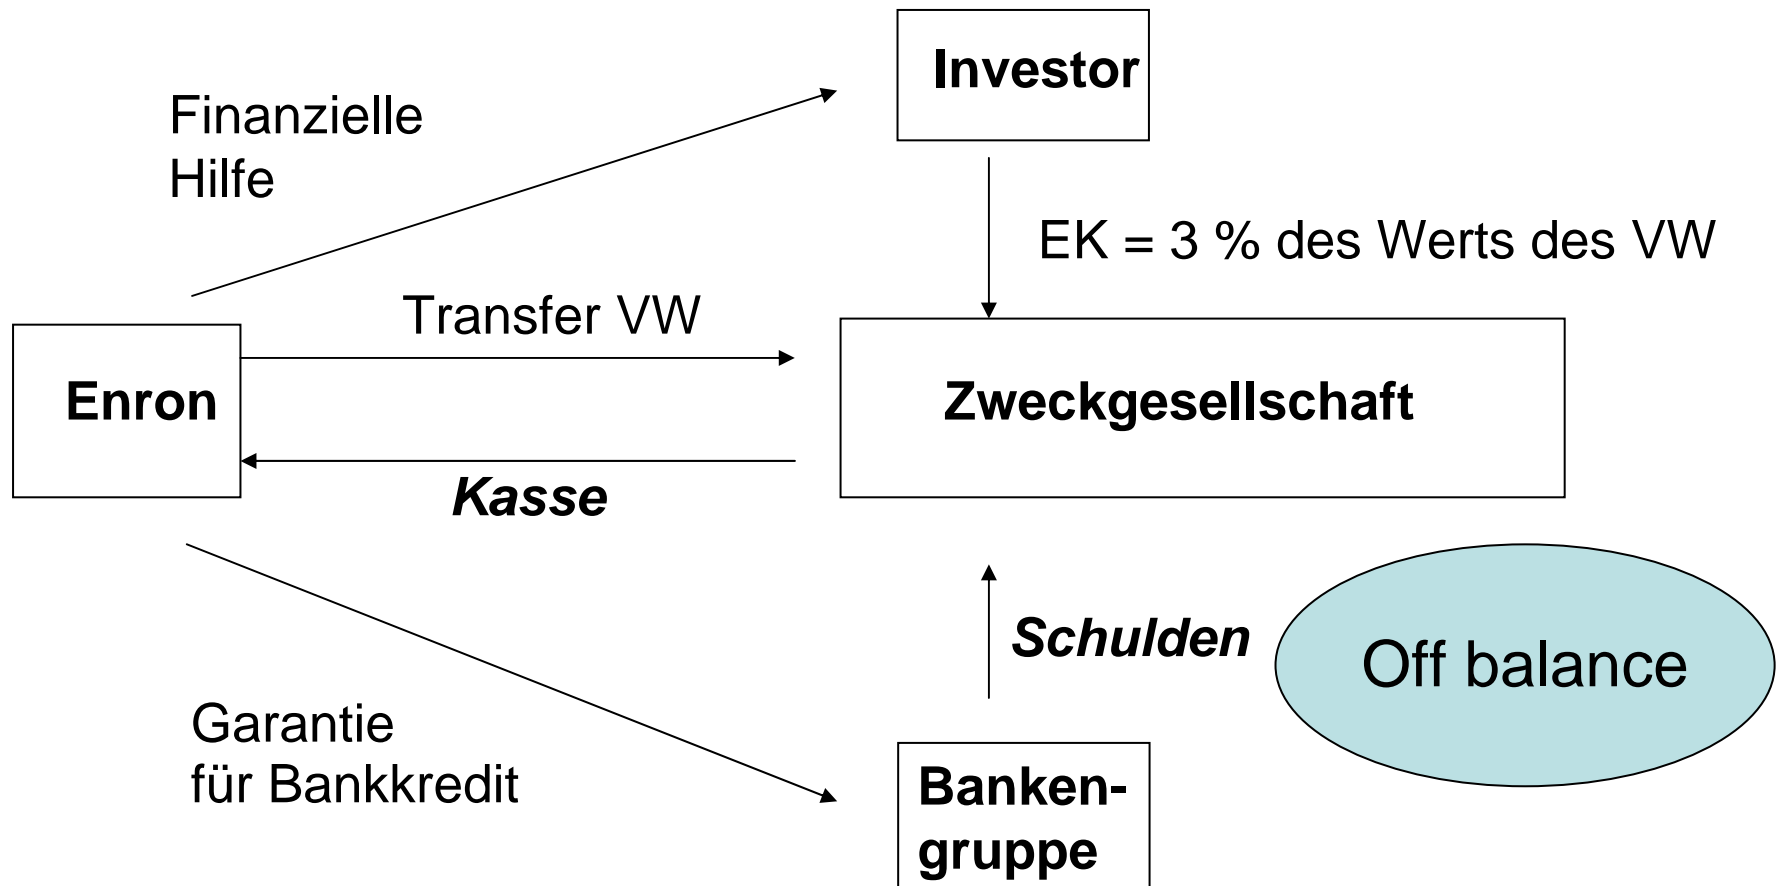 Investor
Finanzielle
Hilfe
EK = 3 % des Werts des VW
Transfer VW
Enron
Zweckgesellschaft
Kasse
Schulden
Off balance
Garantie
für Bankkredit
Banken-
gruppe